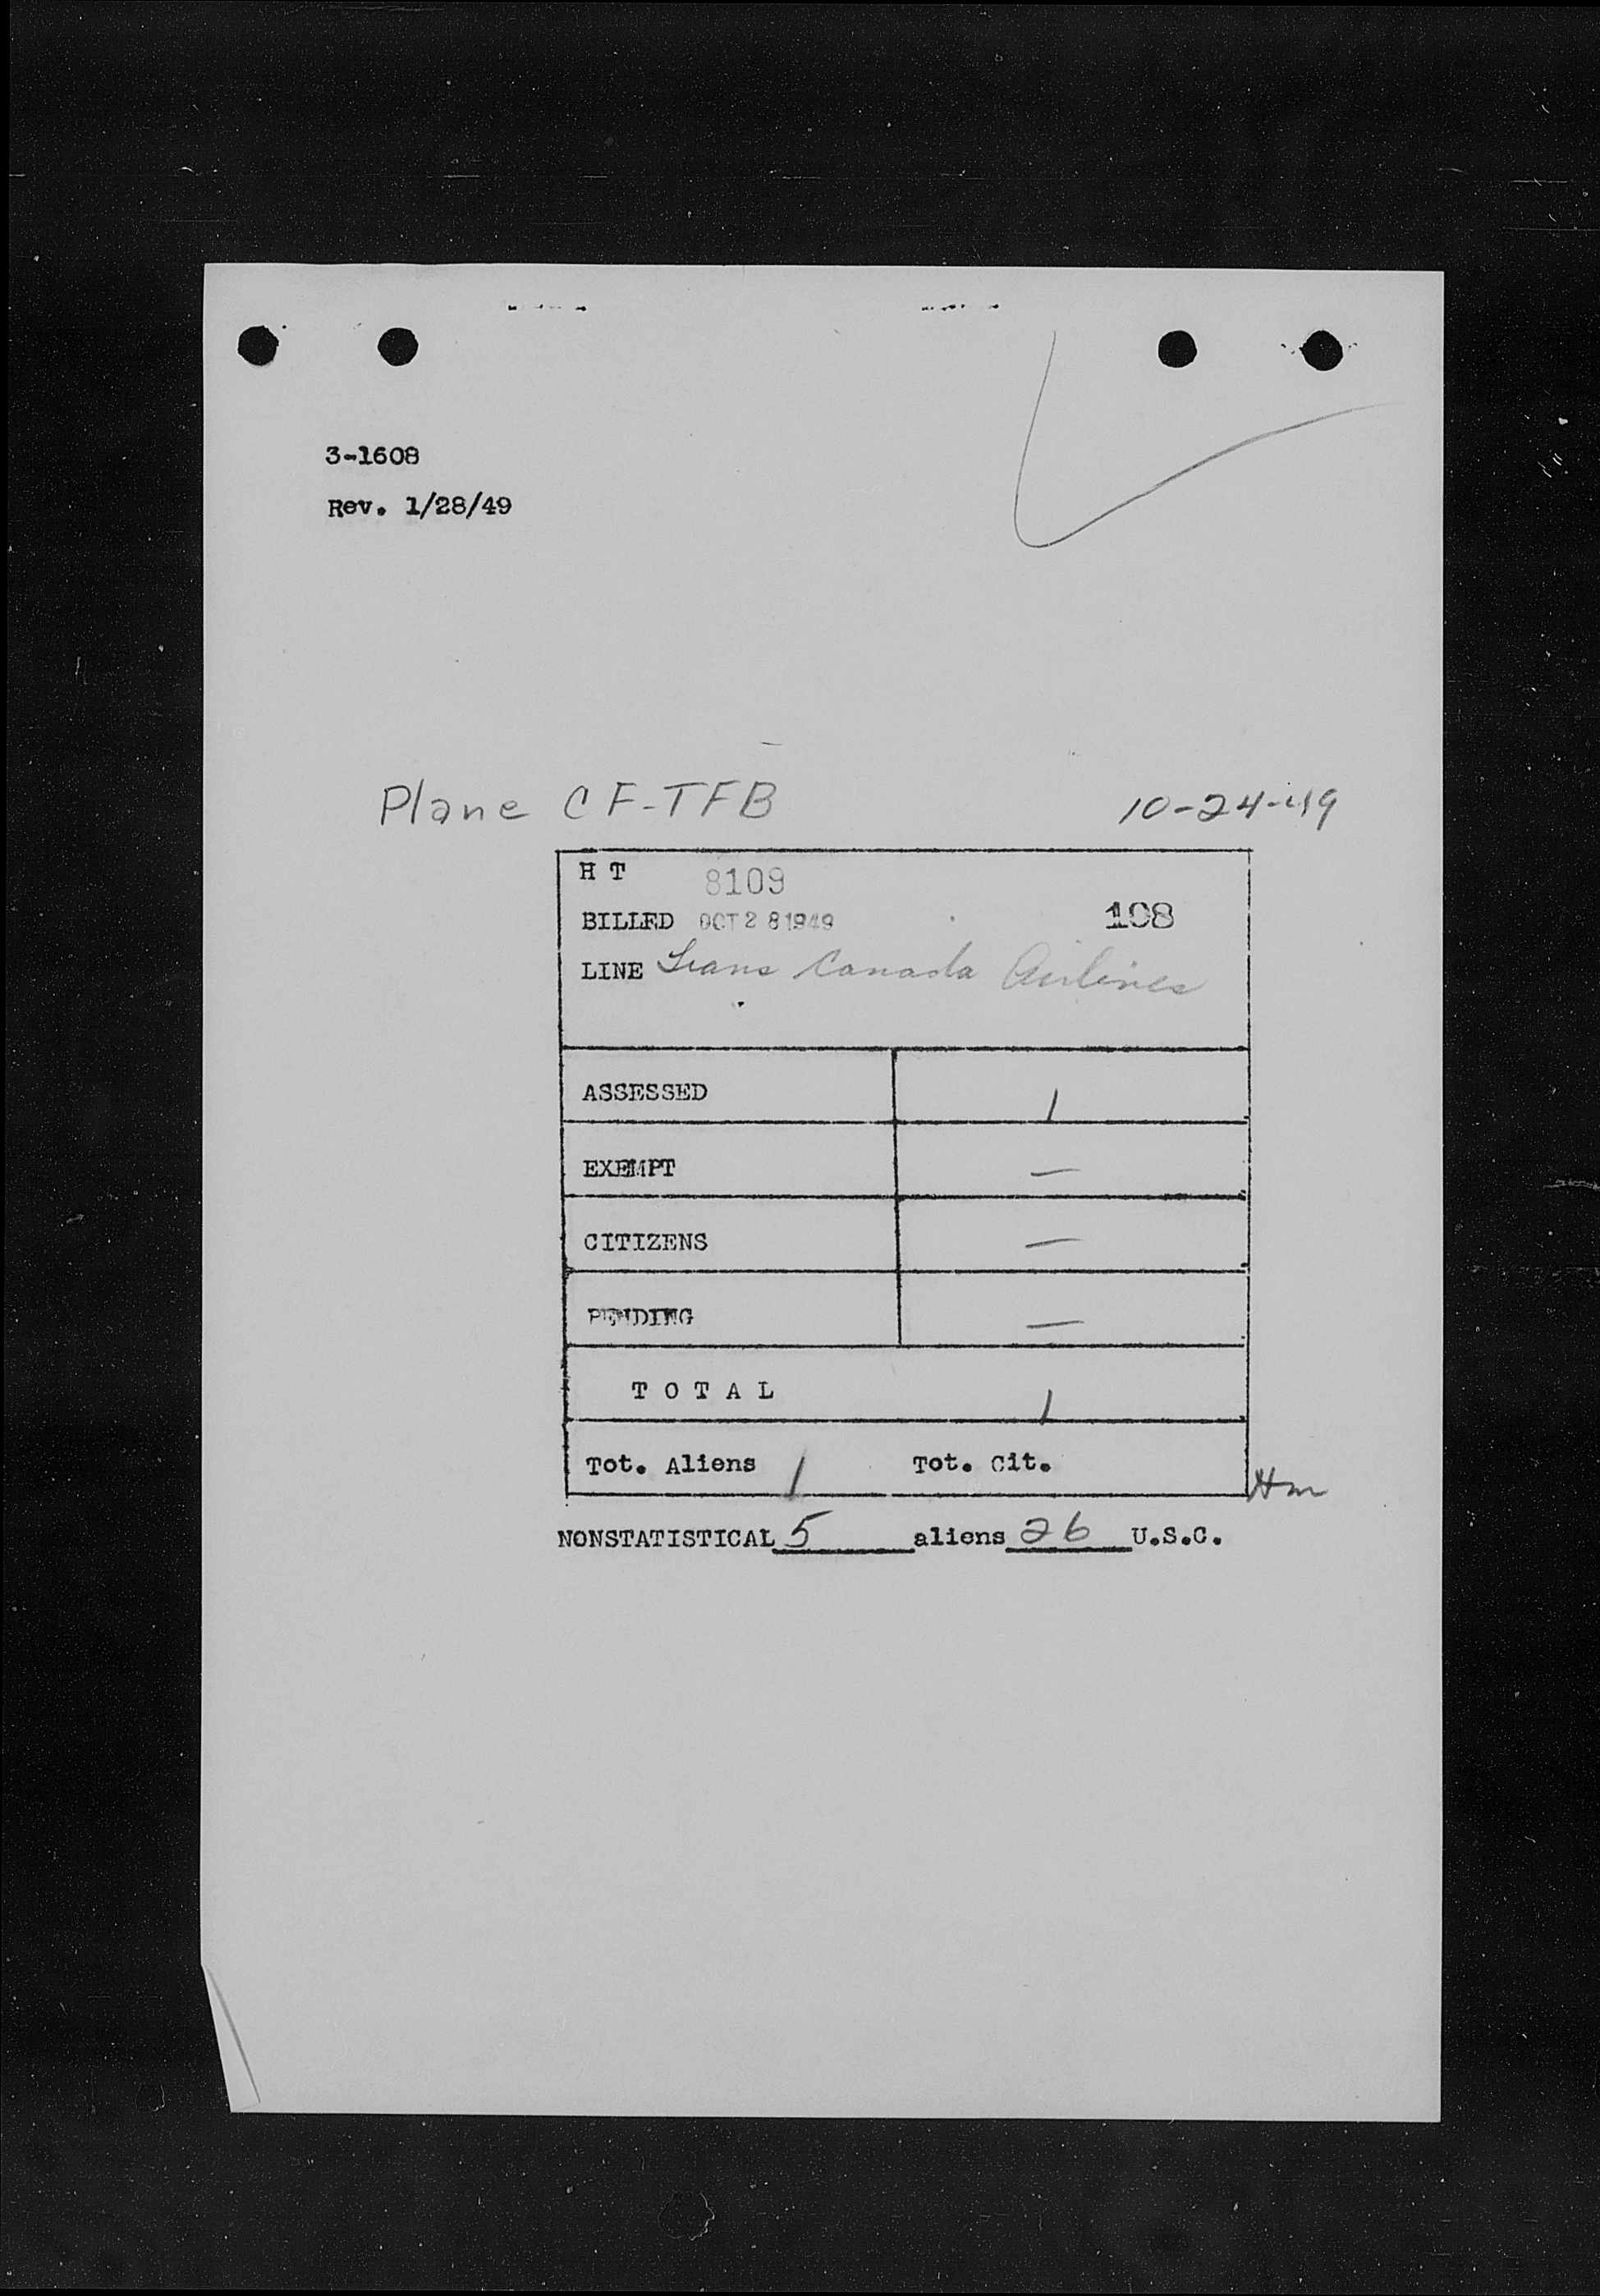 3-1608
Rev. 1/28/49
Plane CF-TFB 10-24-49
H T 8109
BILLED OCT 28 1949 108
LINE Trans Canada Airlines
ASSESSED 1
EXEMPT —
CITIZENS —
PENDING —
T O T A L 1
Tot. Aliens 1 Tot. Cit.
Hm
NONSTATISTICAL 5 aliens 26 U.S.C.